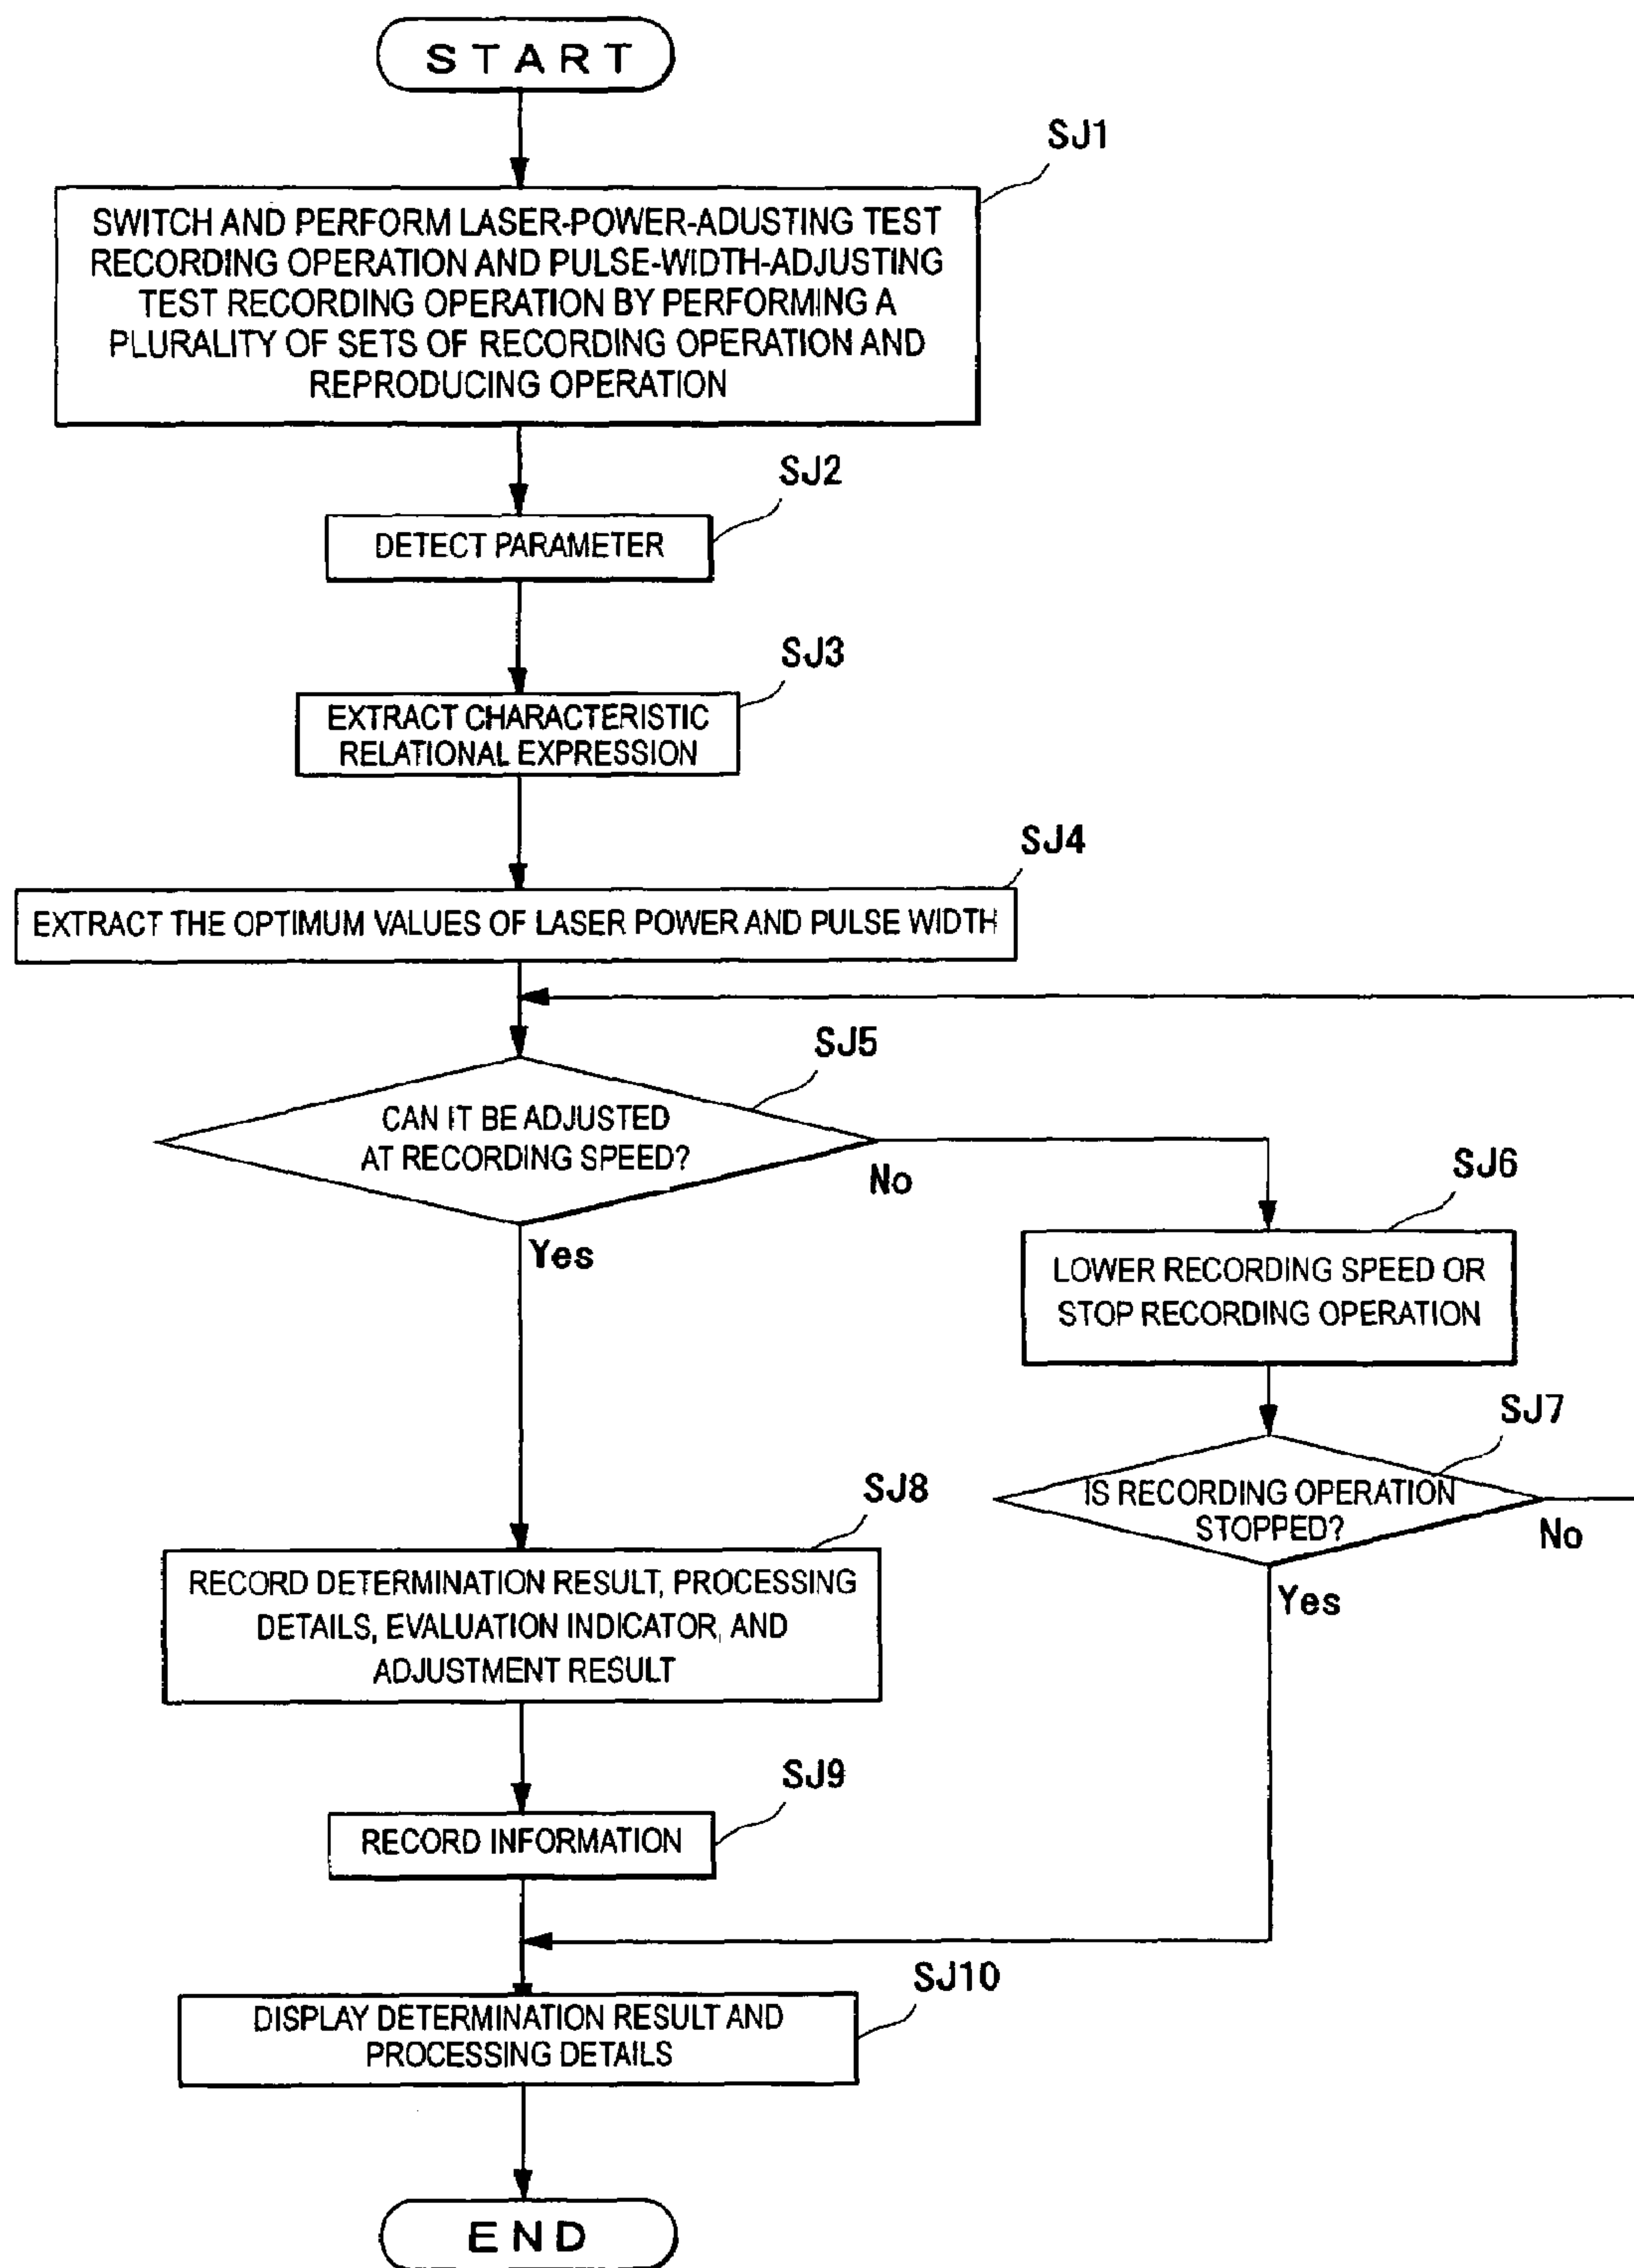 START
SJ1
SWITCH AND PERFORM LASER-POWER-ADUSTING TEST
RECORDING OPERATION AND PULSE-WIDTH-ADJUSTING
TEST RECORDING OPERATION BY PERFORMING A
PLURALITY OF SETS OF RECORDING OPERATION AND
REPRODUCING OPERATION
SJ2
DETECT PARAMETER
SJ3
EXTRACT CHARACTERISTIC
RELATIONAL EXPRESSION
SJ4
EXTRACT THE OPTIMUM VALUES OF LASER POWER AND PULSE WIDTH
SJ5
CAN IT BE ADJUSTED
AT RECORDING SPEED?
No
Yes
SJ6
LOWER RECORDING SPEED OR
STOP RECORDING OPERATION
SJ7
IS RECORDING OPERATION
STOPPED?
No
Yes
SJ8
RECORD DETERMINATION RESULT, PROCESSING
DETAILS, EVALUATION INDICATOR, AND
ADJUSTMENT RESULT
SJ9
RECORD INFORMATION
SJ10
DISPLAY DETERMINATION RESULT AND
PROCESSING DETAILS
END